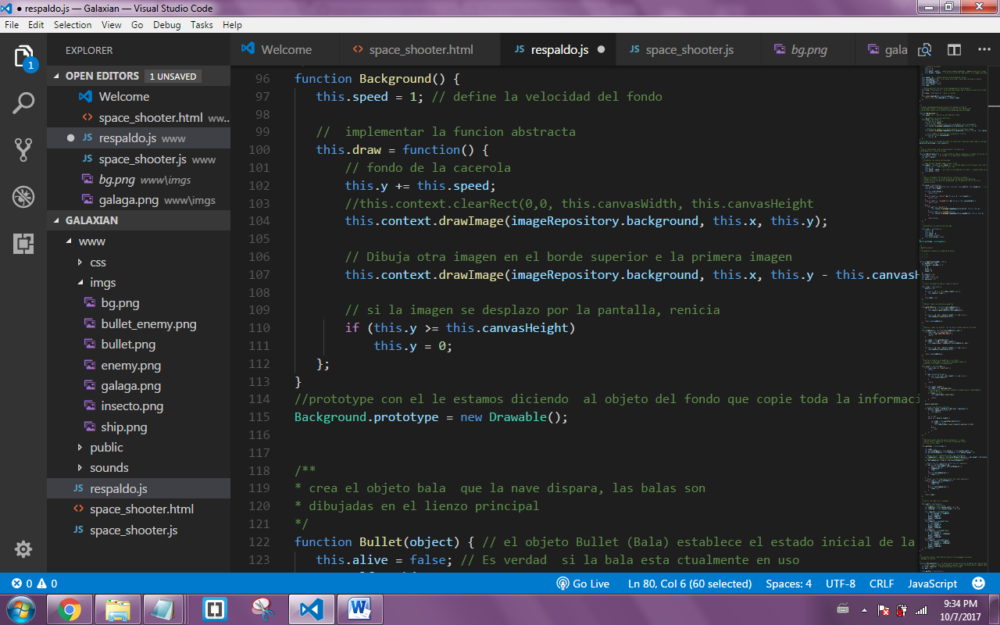 ● respaldo.js — Galaxian — Visual Studio Code
File Edit Selection View Go Debug Tasks Help
EXPLORER
OPEN EDITORS 1 UNSAVED
Welcome
space_shooter.html ww...
● respaldo.js www
space_shooter.js www
bg.png www\imgs
galaga.png www\imgs
GALAXIAN
www
css
imgs
bg.png
bullet_enemy.png
bullet.png
enemy.png
galaga.png
insecto.png
ship.png
public
sounds
respaldo.js
space_shooter.html
space_shooter.js
1
Welcome
space_shooter.html
respaldo.js ●
space_shooter.js
bg.png
gala
96 function Background() {
97 this.speed = 1; // define la velocidad del fondo
98
99 //  implementar la funcion abstracta
100 this.draw = function() {
101 // fondo de la cacerola
102 this.y += this.speed;
103 //this.context.clearRect(0,0, this.canvasWidth, this.canvasHeight
104 this.context.drawImage(imageRepository.background, this.x, this.y);
105
106 // Dibuja otra imagen en el borde superior e la primera imagen
107 this.context.drawImage(imageRepository.background, this.x, this.y - this.canvasH
108
109 // si la imagen se desplazo por la pantalla, renicia
110 if (this.y >= this.canvasHeight)
111 this.y = 0;
112 };
113 }
114 //prototype con el le estamos diciendo  al objeto del fondo que copie toda la informaci
115 Background.prototype = new Drawable();
116
117
118 /**
119 * crea el objeto bala  que la nave dispara, las balas son
120 * dibujadas en el lienzo principal
121 */
122 function Bullet(object) { // el objeto Bullet (Bala) establece el estado inicial de la
123 this.alive = false; // Es verdad  si la bala esta ctualmente en uso
0 0
Go Live
Ln 80, Col 6 (60 selected)
Spaces: 4
UTF-8
CRLF
JavaScript
9:34 PM
10/7/2017